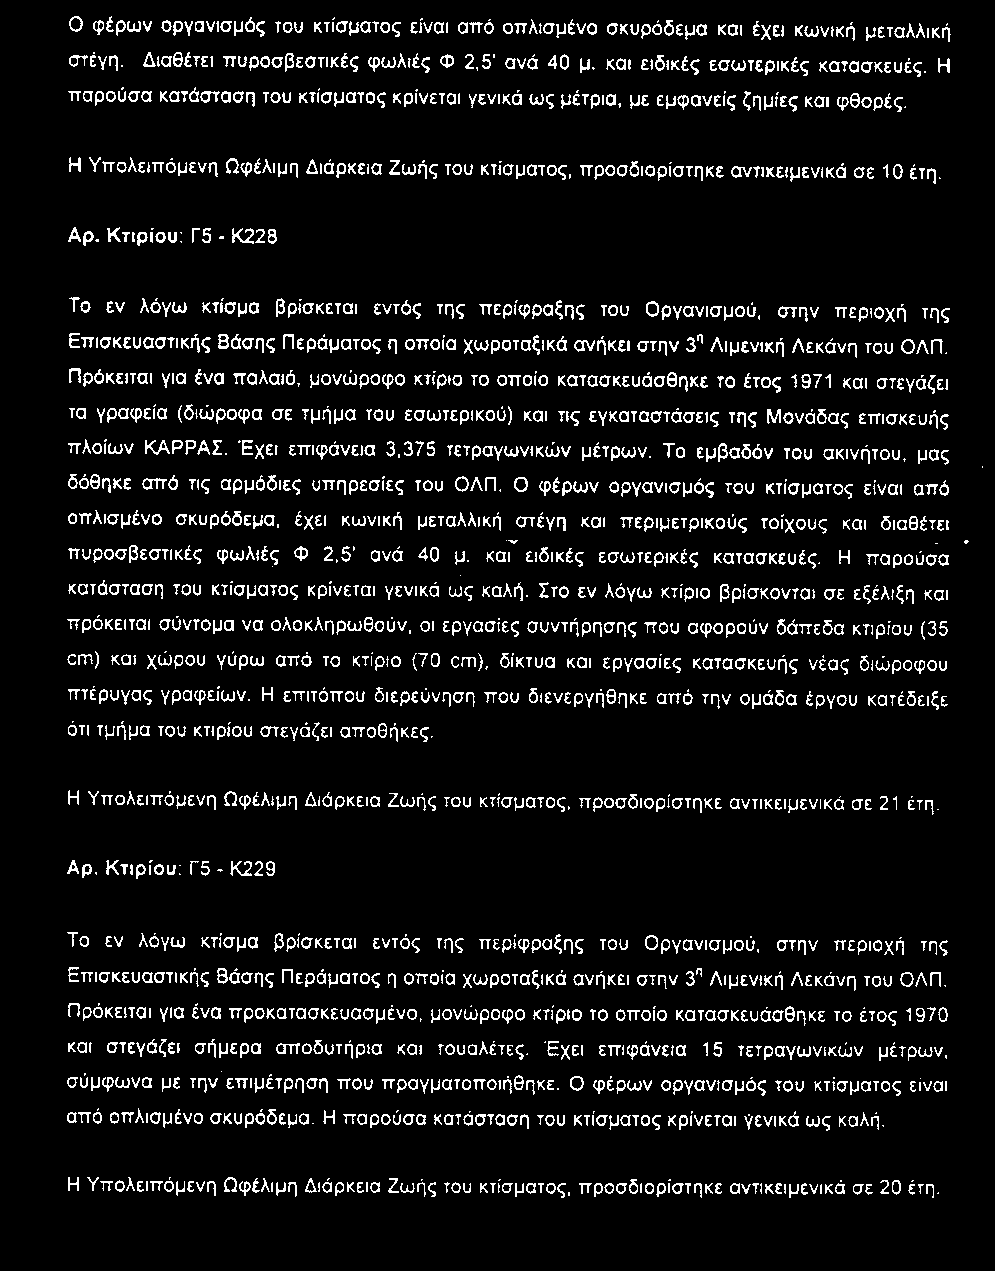 Ο φέρων οργανισμός του κτίσματος είναι από οπλισμένο σκυρόδεμα και έχει κωνική μεταλλική
στέγη. Διαθέτει πυροσβεστικές φωλιές Φ 2,5' ανά 40 μ. και ειδικές εσωτερικές κατασκευές. Η
παρούσα κατάσταση του κτίσματος κρίνεται γενικά ως μέτρια, με εμφανείς ζημίες και φθορές.
Η Υπολειπόμενη Ωφέλιμη Διάρκεια Ζωής του κτίσματος, προσδιορίστηκε αντικειμενικά σε 10 έτη.
Αρ. Κτιρίου: Γ5 - Κ228
Το εν λόγω κτίσμα βρίσκεται εντός της περίφραξης του Οργανισμού, στην περιοχή της
Επισκευαστικής Βάσης Περάματος η οποία χωροταξικά ανήκει στην 3η Λιμενική Λεκάνη του ΟΛΠ.
Πρόκειται για ένα παλαιό, μονώροφο κτίριο το οποίο κατασκευάσθηκε το έτος 1971 και στεγάζει
τα γραφεία (διώροφα σε τμήμα του εσωτερικού) και τις εγκαταστάσεις της Μονάδας επισκευής
πλοίων ΚΑΡΡΑΣ. Έχει επιφάνεια 3,375 τετραγωνικών μέτρων. Το εμβαδόν του ακινήτου, μας
δόθηκε από τις αρμόδιες υπηρεσίες του ΟΛΠ. Ο φέρων οργανισμός του κτίσματος είναι από
οπλισμένο σκυρόδεμα, έχει κωνική μεταλλική στέγη και περιμετρικούς τοίχους και διαθέτει
πυροσβεστικές φωλιές Φ 2,5' ανά 40 μ. και ειδικές εσωτερικές κατασκευές. Η παρούσα
κατάσταση του κτίσματος κρίνεται γενικά ως καλή. Στο εν λόγω κτίριο βρίσκονται σε εξέλιξη και
πρόκειται σύντομα να ολοκληρωθούν, οι εργασίες συντήρησης που αφορούν δάπεδα κτιρίου (35
cm) και χώρου γύρω από το κτίριο (70 cm), δίκτυα και εργασίες κατασκευής νέας διώροφου
πτέρυγας γραφείων. Η επιτόπου διερεύνηση που διενεργήθηκε από την ομάδα έργου κατέδειξε
ότι τμήμα του κτιρίου στεγάζει αποθήκες.
Η Υπολειπόμενη Ωφέλιμη Διάρκεια Ζωής του κτίσματος, προσδιορίστηκε αντικειμενικά σε 21 έτη.
Αρ. Κτιρίου: Γ5 - Κ229
Το εν λόγω κτίσμα βρίσκεται εντός της περίφραξης του Οργανισμού, στην περιοχή της
Επισκευαστικής Βάσης Περάματος η οποία χωροταξικά ανήκει στην 3η Λιμενική Λεκάνη του ΟΛΠ.
Πρόκειται για ένα προκατασκευασμένο, μονώροφο κτίριο το οποίο κατασκευάσθηκε το έτος 1970
και στεγάζει σήμερα αποδυτήρια και τουαλέτες. Έχει επιφάνεια 15 τετραγωνικών μέτρων,
σύμφωνα με την επιμέτρηση που πραγματοποιήθηκε. Ο φέρων οργανισμός του κτίσματος είναι
από οπλισμένο σκυρόδεμα. Η παρούσα κατάσταση του κτίσματος κρίνεται γενικά ως καλή.
Η Υπολειπόμενη Ωφέλιμη Διάρκεια Ζωής του κτίσματος, προσδιορίστηκε αντικειμενικά σε 20 έτη.